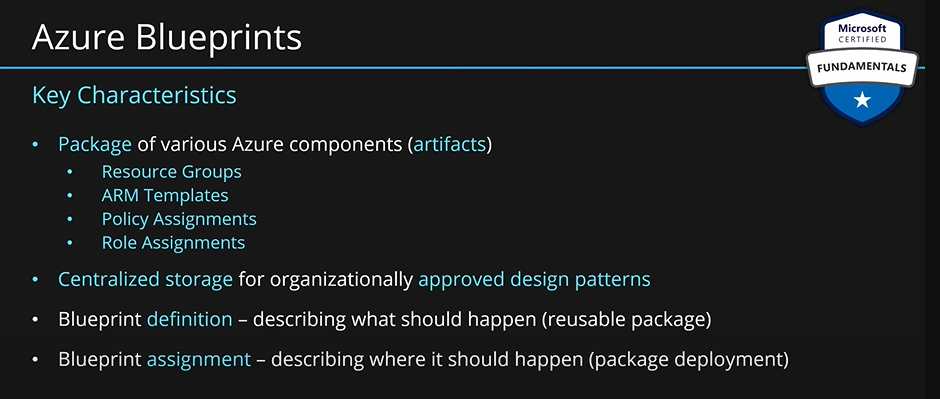 Azure Blueprints
Microsoft
CERTIFIED
FUNDAMENTALS
Key Characteristics
• Package of various Azure components (artifacts)
• Resource Groups
• ARM Templates
• Policy Assignments
• Role Assignments
• Centralized storage for organizationally approved design patterns
• Blueprint definition – describing what should happen (reusable package)
• Blueprint assignment – describing where it should happen (package deployment)